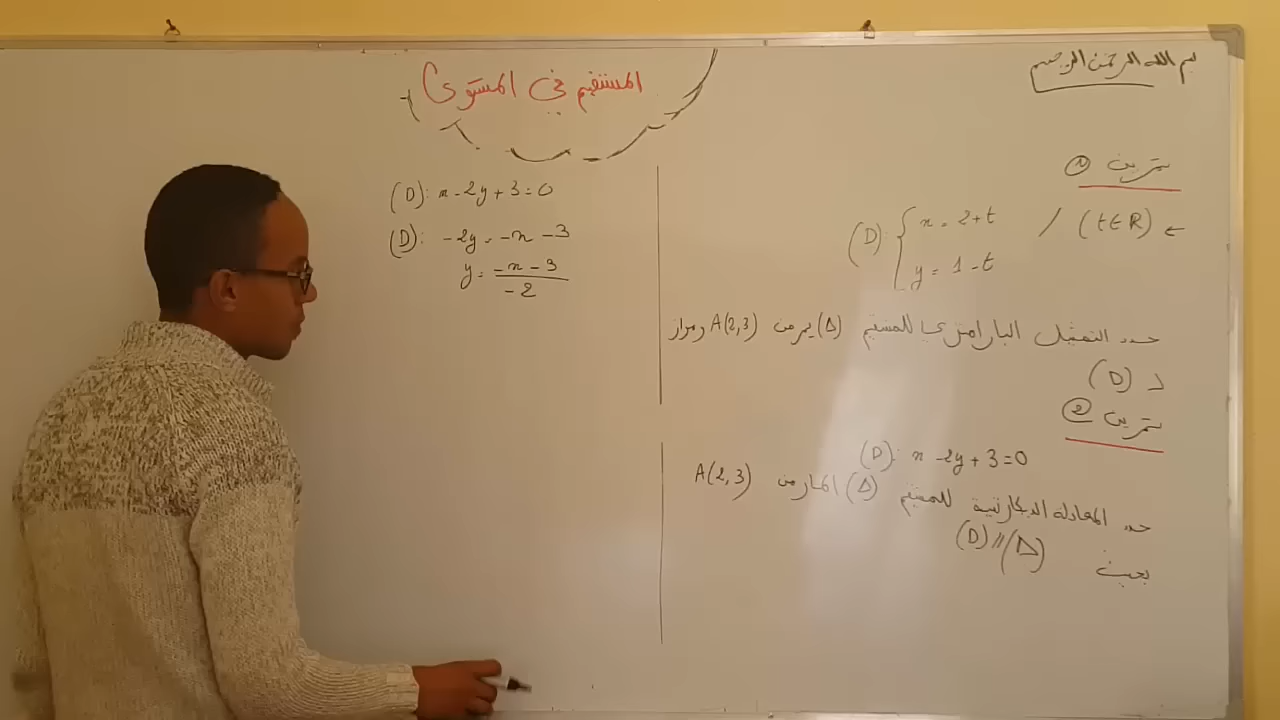 بسم الله الرحمن الرحيم
المستقيم في المستوى
تمرين ①
(D): { x = 2+t / (t∈ℝ) ←
y = 1-t
حدد التمثيل البارامتري للمستقيم (Δ) يمر من A(2,3) ومواز
لـ (D)
تمرين ②
(D): x - 2y + 3 = 0
حدد المعادلة الديكارتية للمستقيم (Δ) المار من A(2,3)
بحيث (Δ)//(D)
(D): x - 2y + 3 = 0
(D): -2y = -x - 3
y = \frac{-x - 3}{-2}